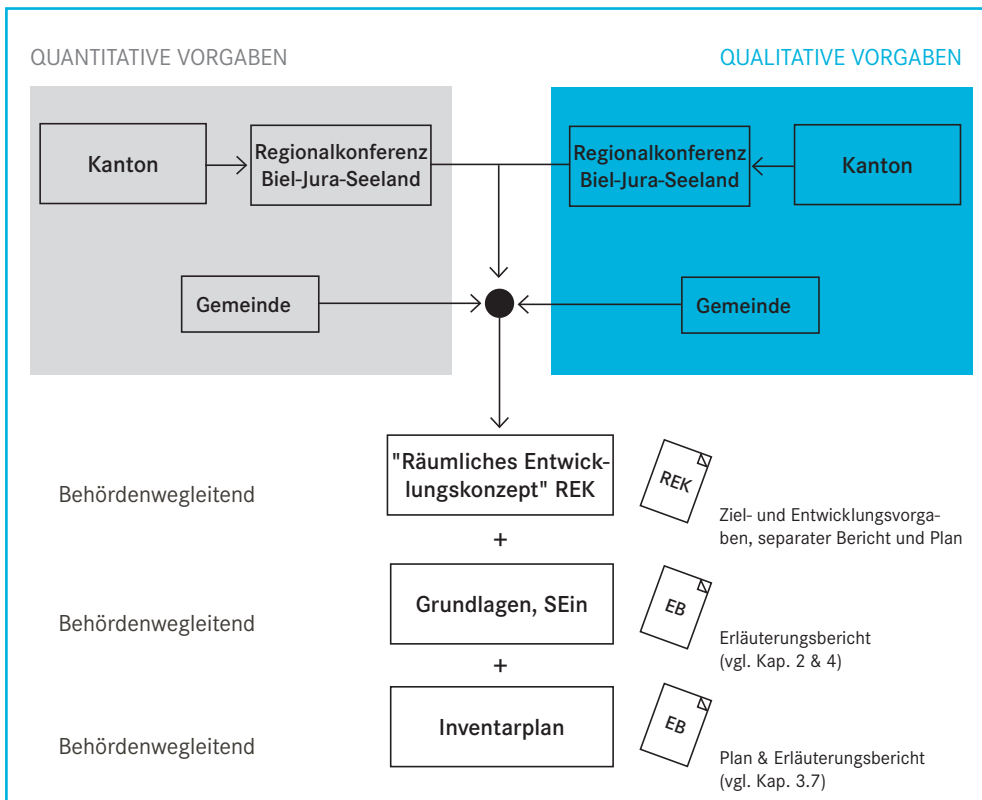 QUANTITATIVE VORGABEN
QUALITATIVE VORGABEN
Kanton
Regionalkonferenz
Biel-Jura-Seeland
Regionalkonferenz
Biel-Jura-Seeland
Kanton
Gemeinde
Gemeinde
Behördenwegleitend
"Räumliches Entwick-
lungskonzept" REK
REK
Ziel- und Entwicklungsvorga-
ben, separater Bericht und Plan
+
Behördenwegleitend
Grundlagen, SEin
EB
Erläuterungsbericht
(vgl. Kap. 2 & 4)
+
Behördenwegleitend
Inventarplan
EB
Plan & Erläuterungsbericht
(vgl. Kap. 3.7)